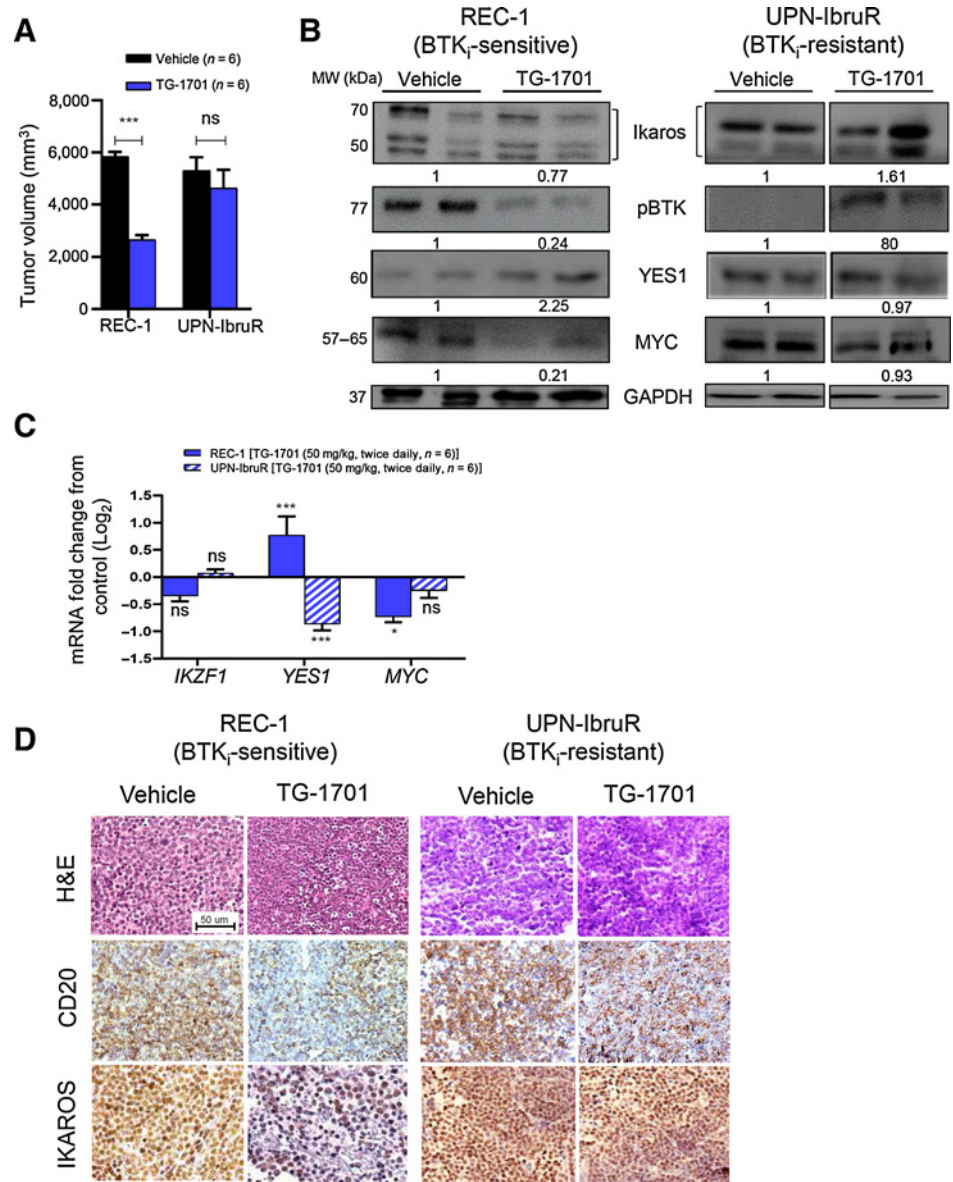 A
Vehicle (n = 6)
TG-1701 (n = 6)
8,000
6,000
4,000
2,000
0
***
ns
Tumor volume (mm³)
REC-1
UPN-IbruR
B
REC-1
(BTKi-sensitive)
UPN-IbruR
(BTKi-resistant)
MW (kDa)
Vehicle
TG-1701
Vehicle
TG-1701
70
50
Ikaros
1
0.77
1
1.61
77
pBTK
1
0.24
1
80
60
YES1
1
2.25
1
0.97
57–65
MYC
1
0.21
1
0.93
37
GAPDH
C
REC-1 [TG-1701 (50 mg/kg, twice daily, n = 6)]
UPN-IbruR [TG-1701 (50 mg/kg, twice daily, n = 6)]
mRNA fold change from
control (Log₂)
1.5
1.0
0.5
0.0
−0.5
−1.0
−1.5
ns
ns
***
***
*
ns
IKZF1
YES1
MYC
D
REC-1
(BTKi-sensitive)
UPN-IbruR
(BTKi-resistant)
Vehicle
TG-1701
Vehicle
TG-1701
H&E
50 um
CD20
IKAROS